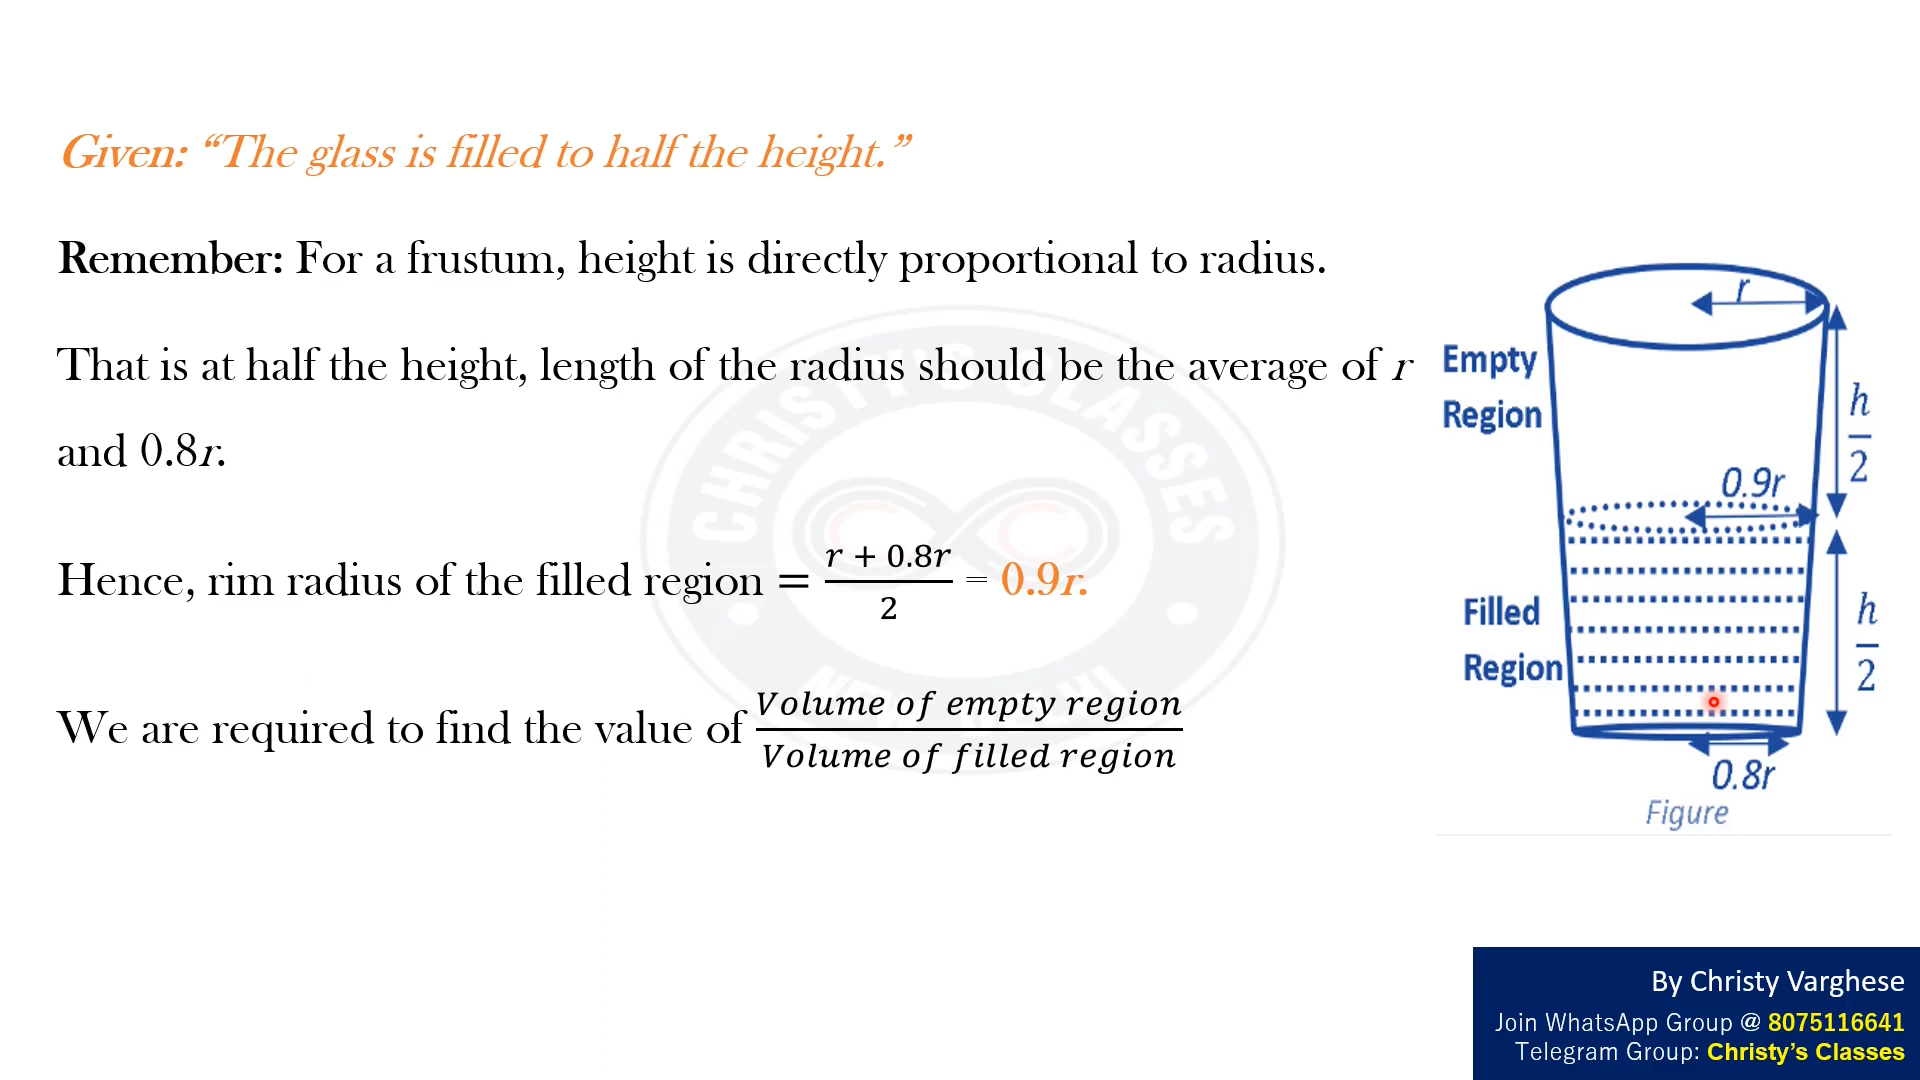 Given: “The glass is filled to half the height.”
Remember: For a frustum, height is directly proportional to radius.
That is at half the height, length of the radius should be the average of r
and 0.8r.
Hence, rim radius of the filled region = (r + 0.8r)/2 = 0.9r.
We are required to find the value of (Volume of empty region)/(Volume of filled region)
r
Empty
Region
h/2
0.9r
Filled
Region
h/2
0.8r
Figure
CHRISTY'S CLASSES
By Christy Varghese
Join WhatsApp Group @ 8075116641
Telegram Group: Christy’s Classes